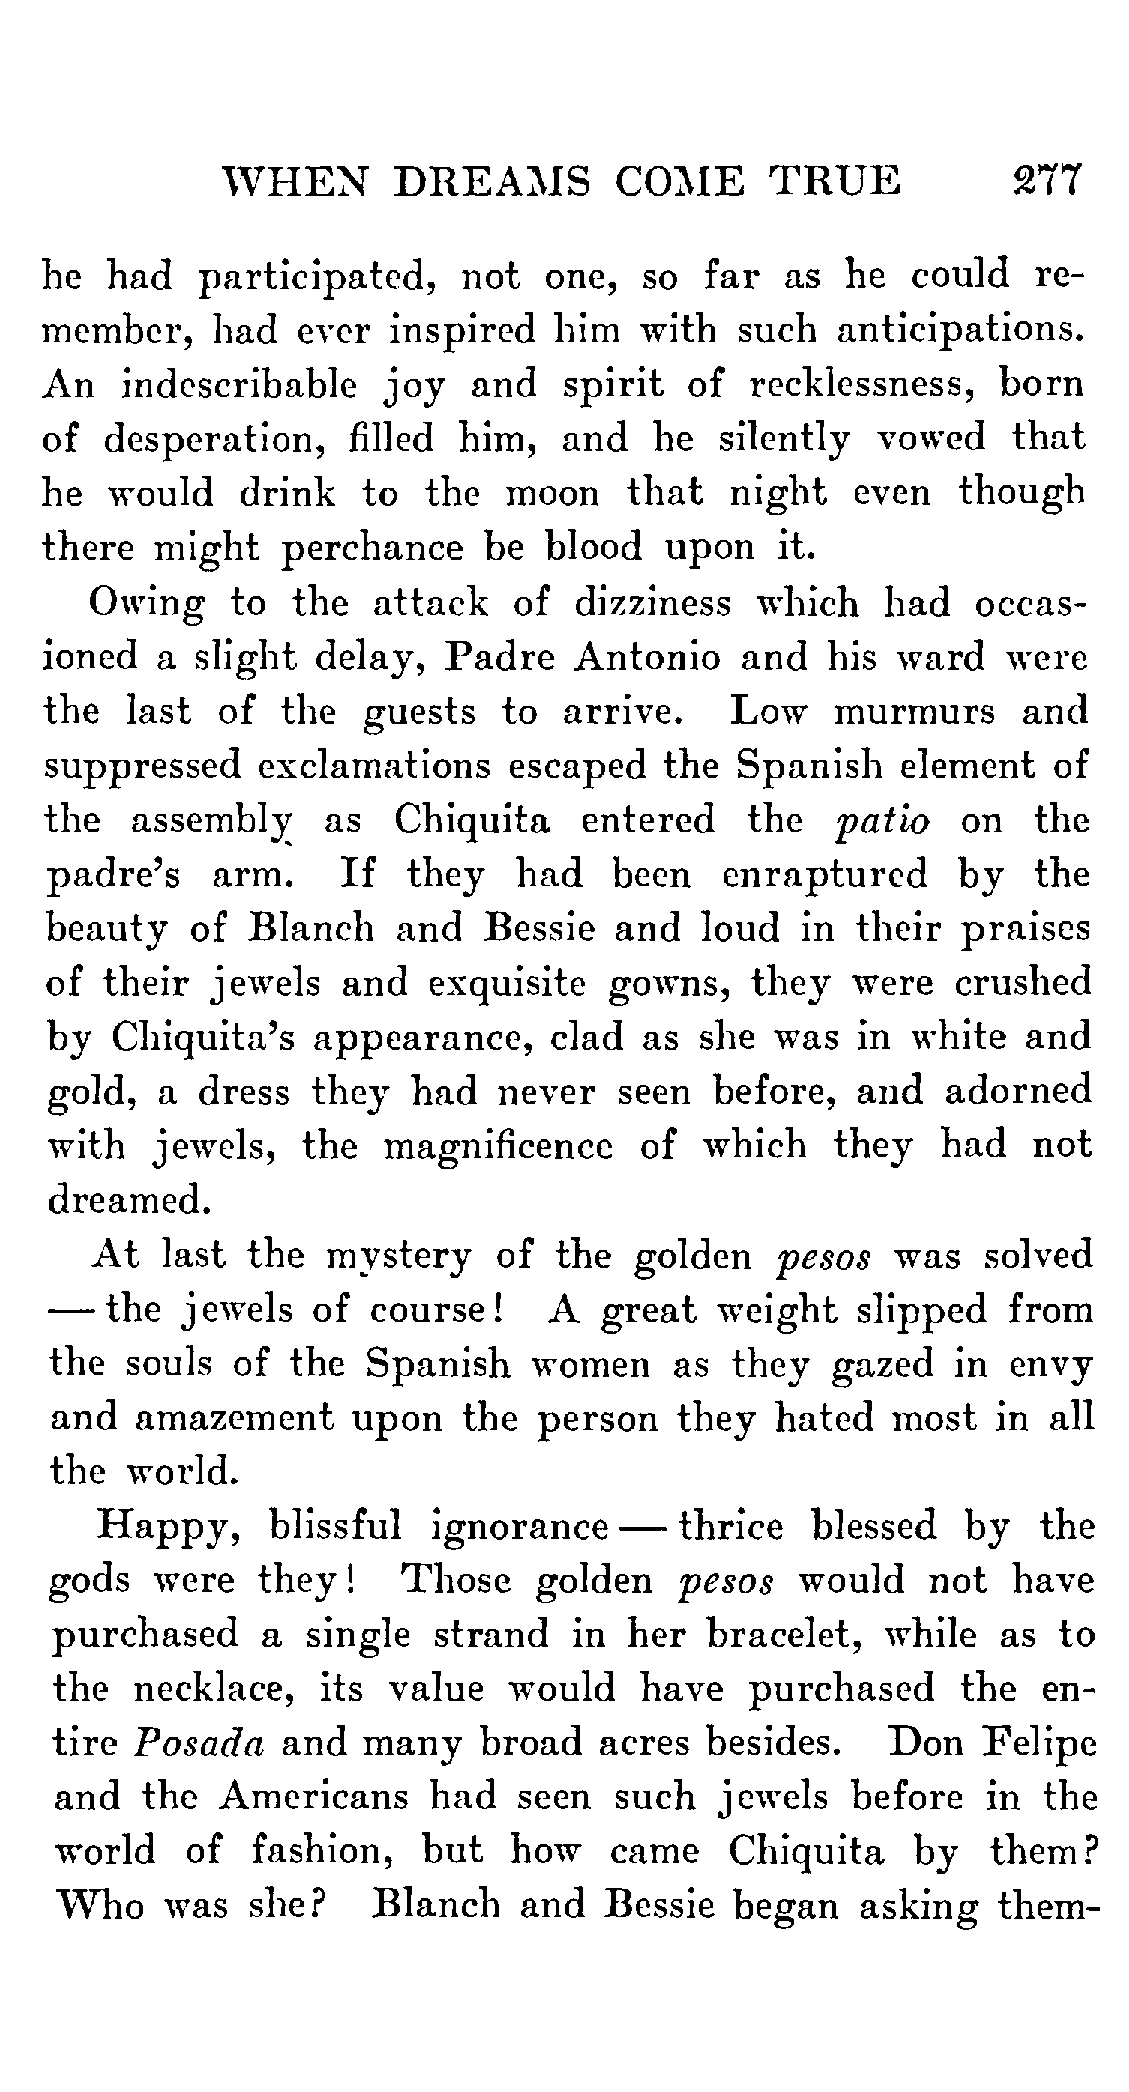 WHEN DREAMS COME TRUE 277
he had participated, not one, so far as he could re-
member, had ever inspired him with such anticipations.
An indescribable joy and spirit of recklessness, born
of desperation, filled him, and he silently vowed that
he would drink to the moon that night even though
there might perchance be blood upon it.
Owing to the attack of dizziness which had occas-
ioned a slight delay, Padre Antonio and his ward were
the last of the guests to arrive. Low murmurs and
suppressed exclamations escaped the Spanish element of
the assembly as Chiquita entered the patio on the
padre's arm. If they had been enraptured by the
beauty of Blanch and Bessie and loud in their praises
of their jewels and exquisite gowns, they were crushed
by Chiquita's appearance, clad as she was in white and
gold, a dress they had never seen before, and adorned
with jewels, the magnificence of which they had not
dreamed.
At last the mystery of the golden pesos was solved
— the jewels of course! A great weight slipped from
the souls of the Spanish women as they gazed in envy
and amazement upon the person they hated most in all
the world.
Happy, blissful ignorance — thrice blessed by the
gods were they! Those golden pesos would not have
purchased a single strand in her bracelet, while as to
the necklace, its value would have purchased the en-
tire Posada and many broad acres besides. Don Felipe
and the Americans had seen such jewels before in the
world of fashion, but how came Chiquita by them?
Who was she? Blanch and Bessie began asking them-